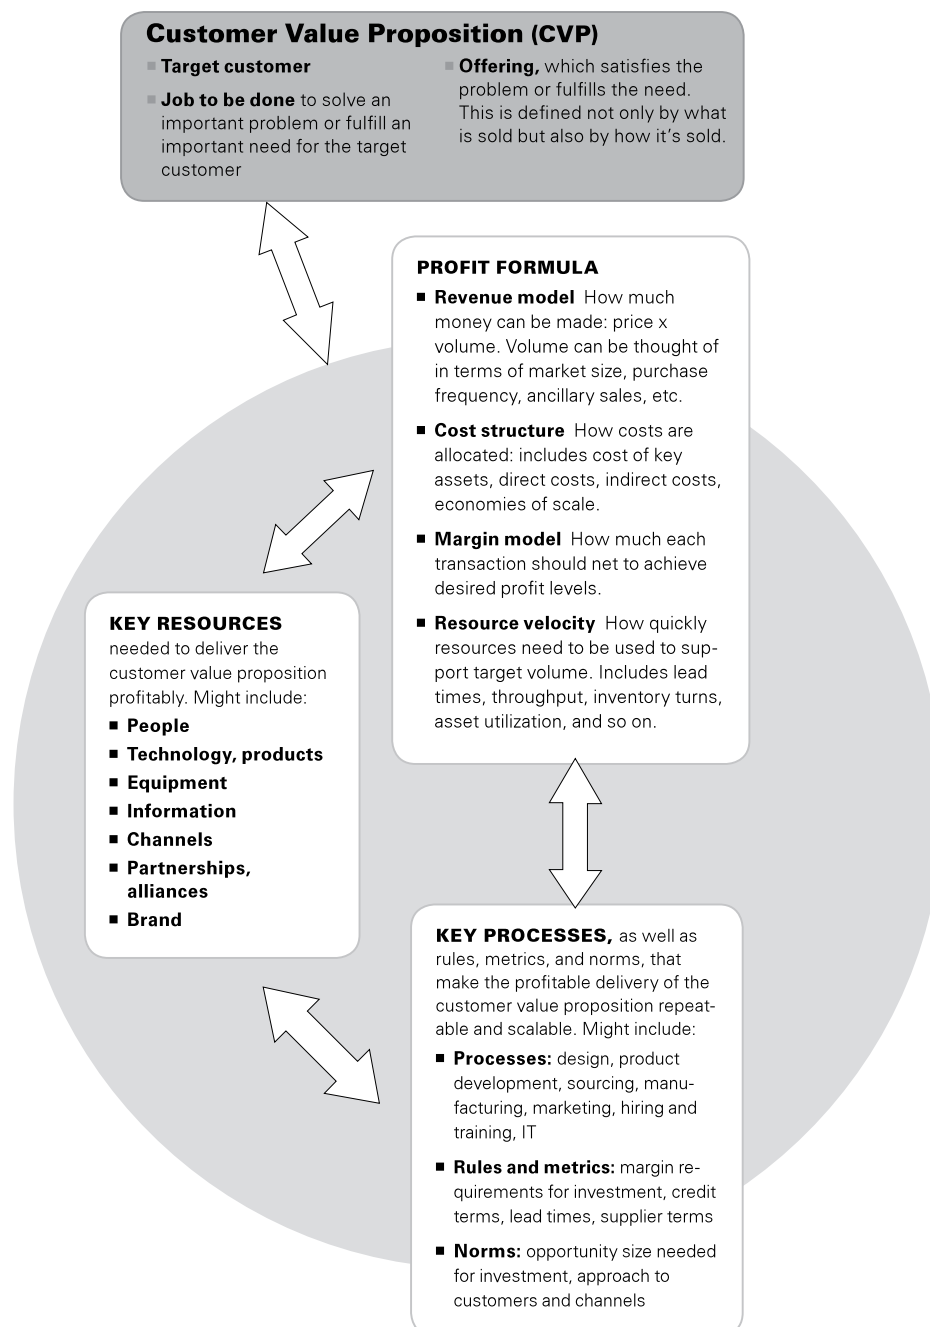 Customer Value Proposition (CVP)
■ Target customer
■ Job to be done to solve an
important problem or fulfill an
important need for the target
customer
■ Offering, which satisfies the
problem or fulfills the need.
This is defined not only by what
is sold but also by how it’s sold.
PROFIT FORMULA
■ Revenue model How much
money can be made: price x
volume. Volume can be thought of
in terms of market size, purchase
frequency, ancillary sales, etc.
■ Cost structure How costs are
allocated: includes cost of key
assets, direct costs, indirect costs,
economies of scale.
■ Margin model How much each
transaction should net to achieve
desired profit levels.
■ Resource velocity How quickly
resources need to be used to sup-
port target volume. Includes lead
times, throughput, inventory turns,
asset utilization, and so on.
KEY RESOURCES
needed to deliver the
customer value proposition
profitably. Might include:
■ People
■ Technology, products
■ Equipment
■ Information
■ Channels
■ Partnerships,
alliances
■ Brand
KEY PROCESSES, as well as
rules, metrics, and norms, that
make the profitable delivery of the
customer value proposition repeat-
able and scalable. Might include:
■ Processes: design, product
development, sourcing, manu-
facturing, marketing, hiring and
training, IT
■ Rules and metrics: margin re-
quirements for investment, credit
terms, lead times, supplier terms
■ Norms: opportunity size needed
for investment, approach to
customers and channels